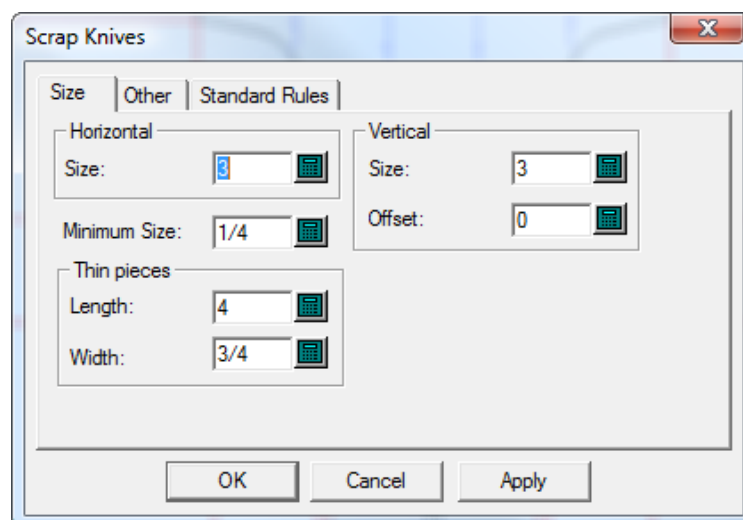 Scrap Knives
Size Other Standard Rules
Horizontal
Size: 3
Minimum Size: 1/4
Thin pieces
Length: 4
Width: 3/4
Vertical
Size: 3
Offset: 0
OK Cancel Apply